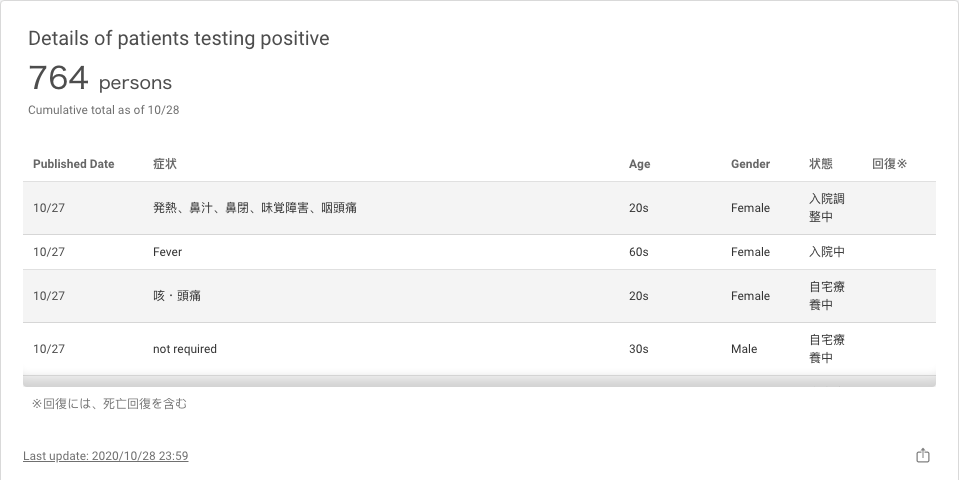 Details of patients testing positive
764 persons
Cumulative total as of 10/28
Published Date 症状 Age Gender 状態 回復※
10/27 発熱、鼻汁、鼻閉、味覚障害、咽頭痛 20s Female 入院調
整中
10/27 Fever 60s Female 入院中
10/27 咳・頭痛 20s Female 自宅療
養中
10/27 not required 30s Male 自宅療
養中
※回復には、死亡回復を含む
Last update: 2020/10/28 23:59